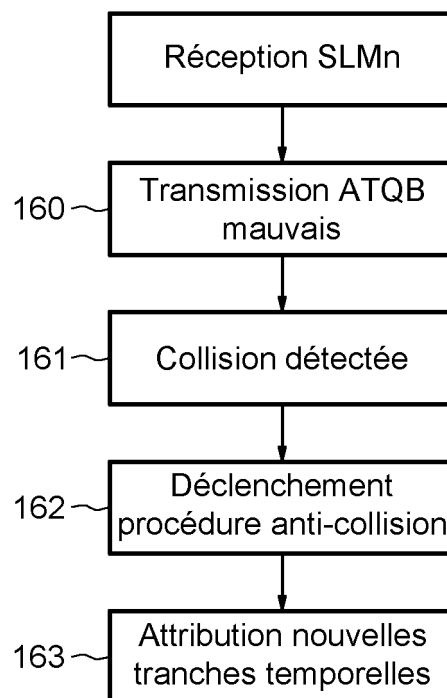 Réception SLMn
160
Transmission ATQB
mauvais
161
Collision détectée
162
Déclenchement
procédure anti-collision
163
Attribution nouvelles
tranches temporelles